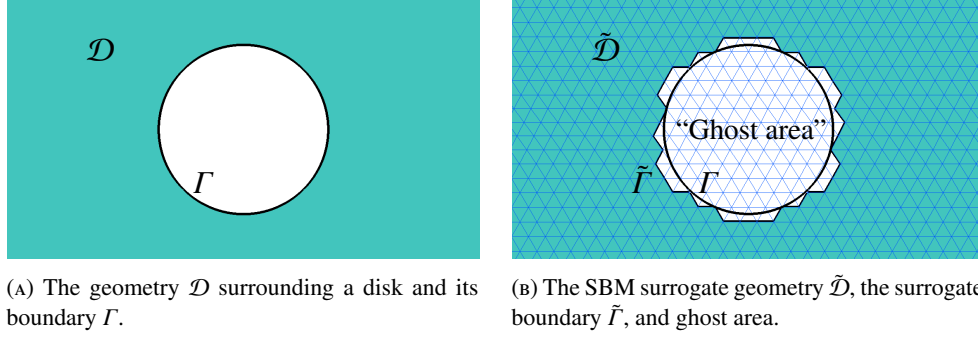 𝒟
Γ
𝒟̃
“Ghost area”
Γ̃ Γ
(A) The geometry 𝒟 surrounding a disk and its
boundary Γ.
(B) The SBM surrogate geometry 𝒟̃, the surrogate
boundary Γ̃, and ghost area.